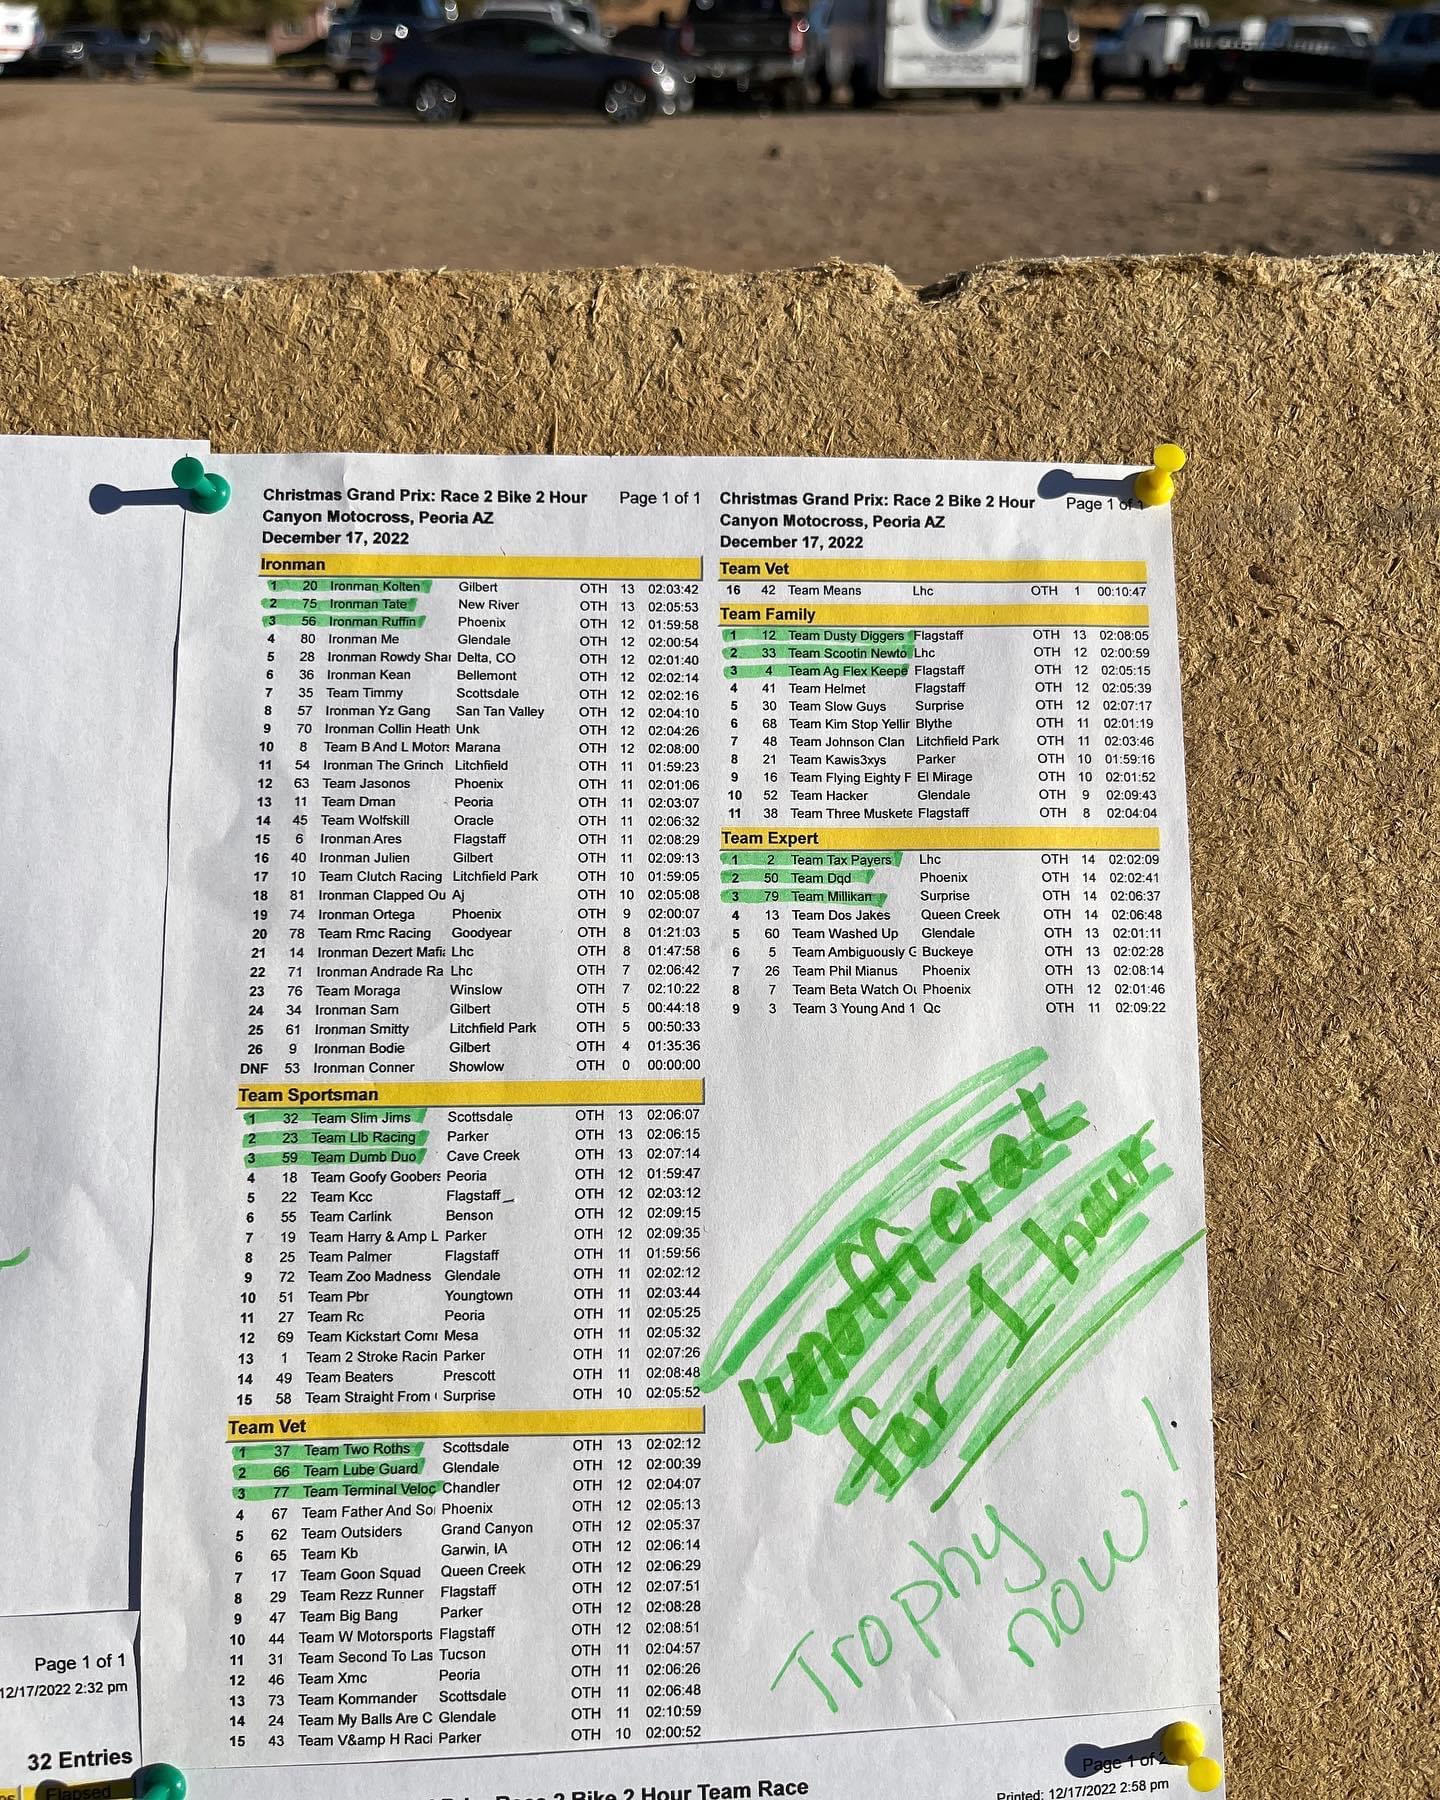 Christmas Grand Prix: Race 2 Bike 2 Hour Page 1 of 1
Canyon Motocross, Peoria AZ
December 17, 2022
Ironman
1 20 Ironman Kolten Gilbert OTH 13 02:03:42
2 75 Ironman Tate New River OTH 13 02:05:53
3 56 Ironman Ruffin Phoenix OTH 12 01:59:58
4 80 Ironman Me Glendale OTH 12 02:00:54
5 28 Ironman Rowdy Shar Delta, CO OTH 12 02:01:40
6 36 Ironman Kean Bellemont OTH 12 02:02:14
7 35 Team Timmy Scottsdale OTH 12 02:02:16
8 57 Ironman Yz Gang San Tan Valley OTH 12 02:04:10
9 70 Ironman Collin Heath Unk OTH 12 02:04:26
10 8 Team B And L Motors Marana OTH 12 02:08:00
11 54 Ironman The Grinch Litchfield OTH 11 01:59:23
12 63 Team Jasonos Phoenix OTH 11 02:01:06
13 11 Team Dman Peoria OTH 11 02:03:07
14 45 Team Wolfskill Oracle OTH 11 02:06:32
15 6 Ironman Ares Flagstaff OTH 11 02:08:29
16 40 Ironman Julien Gilbert OTH 11 02:09:13
17 10 Team Clutch Racing Litchfield Park OTH 10 01:59:05
18 81 Ironman Clapped Ou Aj OTH 10 02:05:08
19 74 Ironman Ortega Phoenix OTH 9 02:00:07
20 78 Team Rmc Racing Goodyear OTH 8 01:21:03
21 14 Ironman Dezert Mafia Lhc OTH 8 01:47:58
22 71 Ironman Andrade Ra Lhc OTH 7 02:06:42
23 76 Team Moraga Winslow OTH 7 02:10:22
24 34 Ironman Sam Gilbert OTH 5 00:44:18
25 61 Ironman Smitty Litchfield Park OTH 5 00:50:33
26 9 Ironman Bodie Gilbert OTH 4 01:35:36
DNF 53 Ironman Conner Showlow OTH 0 00:00:00
Team Sportsman
1 32 Team Slim Jims Scottsdale OTH 13 02:06:07
2 23 Team Llb Racing Parker OTH 13 02:06:15
3 59 Team Dumb Duo Cave Creek OTH 13 02:07:14
4 18 Team Goofy Goobers Peoria OTH 12 01:59:47
5 22 Team Kcc Flagstaff OTH 12 02:03:12
6 55 Team Carlink Benson OTH 12 02:09:15
7 19 Team Harry & Amp L Parker OTH 12 02:09:35
8 25 Team Palmer Flagstaff OTH 11 01:59:56
9 72 Team Zoo Madness Glendale OTH 11 02:02:12
10 51 Team Pbr Youngtown OTH 11 02:03:44
11 27 Team Rc Peoria OTH 11 02:05:25
12 69 Team Kickstart Mesa OTH 11 02:05:32
13 1 Team 2 Stroke Racin Parker OTH 11 02:07:26
14 49 Team Beaters Prescott OTH 11 02:08:48
15 58 Team Straight From Surprise OTH 10 02:05:52
Team Vet
1 37 Team Two Roths Scottsdale OTH 13 02:02:12
2 66 Team Lube Guard Glendale OTH 12 02:00:39
3 77 Team Terminal Veloc Chandler OTH 12 02:04:07
4 67 Team Father And So Phoenix OTH 12 02:05:13
5 62 Team Outsiders Grand Canyon OTH 12 02:05:37
6 65 Team Kb Garwin, IA OTH 12 02:06:14
7 17 Team Goon Squad Queen Creek OTH 12 02:06:29
8 29 Team Rezz Runner Flagstaff OTH 12 02:07:51
9 47 Team Big Bang Parker OTH 12 02:08:28
10 44 Team W Motorsports Flagstaff OTH 12 02:08:51
11 31 Team Second To Las Tucson OTH 11 02:04:57
12 46 Team Xmc Peoria OTH 11 02:06:26
13 73 Team Kommander Scottsdale OTH 11 02:06:48
14 24 Team My Balls Are C Glendale OTH 11 02:10:59
15 43 Team V&amp H Raci Parker OTH 10 02:00:52
Christmas Grand Prix: Race 2 Bike 2 Hour Page 1 of 1
Canyon Motocross, Peoria AZ
December 17, 2022
Team Vet
16 42 Team Means Lhc OTH 1 00:10:47
Team Family
1 12 Team Dusty Diggers Flagstaff OTH 13 02:08:05
2 33 Team Scootin Newto Lhc OTH 12 02:00:59
3 4 Team Ag Flex Keepe Flagstaff OTH 12 02:05:15
4 41 Team Helmet Flagstaff OTH 12 02:05:39
5 30 Team Slow Guys Surprise OTH 12 02:07:17
6 68 Team Kim Stop Yellin Blythe OTH 11 02:01:19
7 48 Team Johnson Clan Litchfield Park OTH 11 02:03:46
8 21 Team Kawis3xys Parker OTH 10 01:59:16
9 16 Team Flying Eighty F El Mirage OTH 10 02:01:52
10 52 Team Hacker Glendale OTH 9 02:09:43
11 38 Team Three Muskete Flagstaff OTH 8 02:04:04
Team Expert
1 2 Team Tax Payers Lhc OTH 14 02:02:09
2 50 Team Dqd Phoenix OTH 14 02:02:41
3 79 Team Millikan Surprise OTH 14 02:06:37
4 13 Team Dos Jakes Queen Creek OTH 14 02:06:48
5 60 Team Washed Up Glendale OTH 13 02:01:11
6 5 Team Ambiguously G Buckeye OTH 13 02:02:28
7 26 Team Phil Mianus Phoenix OTH 13 02:08:14
8 7 Team Beta Watch Ou Phoenix OTH 12 02:01:46
9 3 Team 3 Young And 1 Qc OTH 11 02:09:22
unofficial
for 1 hour
Trophy
now!
Page 1 of 1
12/17/2022 2:32 pm
32 Entries
Elapsed
Page 1 of 2
Race 2 Bike 2 Hour Team Race
Printed: 12/17/2022 2:58 pm